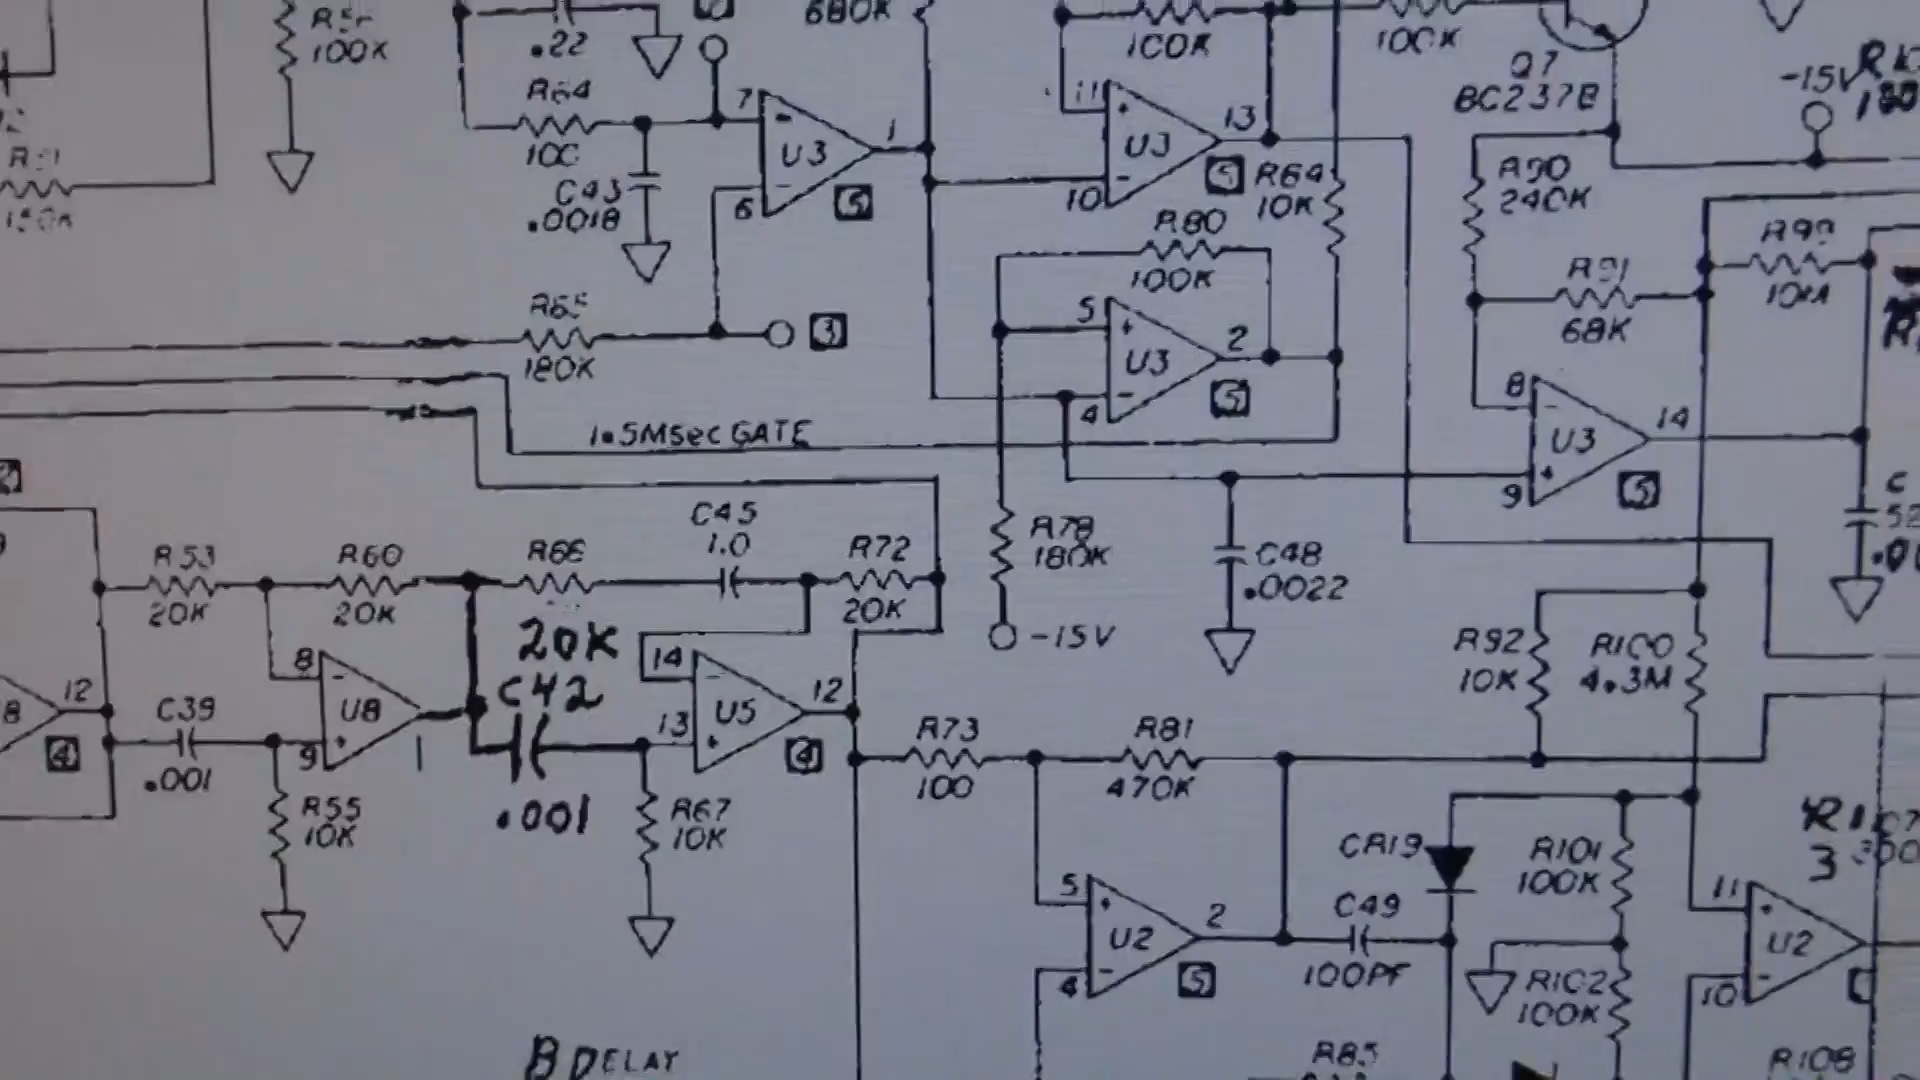 100K
.22
680K
100K
100K
Q7
BC237B
-15V
R64
100
7
U3
1
6
5
C43
.0018
11
U3
13
10
5
R64
10K
R90
240K
R80
100K
R99
R91
68K
R65
180K
3
5
U3
2
4
5
8
U3
14
9
5
1.5MSEC GATE
C45
1.0
R53
20K
R60
20K
R66
20K
R72
20K
R78
180K
-15V
C48
.0022
R92
10K
R100
4.3M
12
4
C39
.001
8
U8
9
1
C42
.001
14
U5
12
13
4
R55
10K
R67
10K
R73
100
R81
470K
CR19
R101
100K
5
U2
2
4
5
C49
100PF
R102
100K
11
U2
10
B DELAY
R85
R108